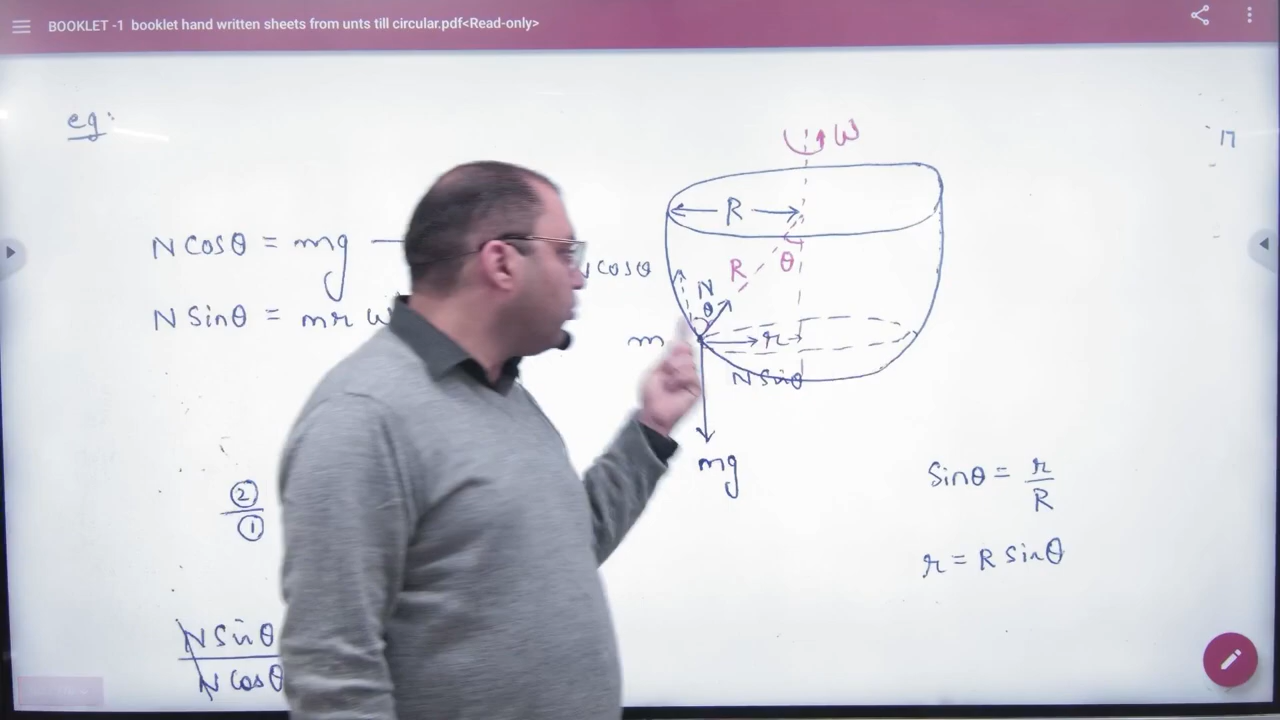 BOOKLET -1 booklet hand written sheets from unts till circular.pdf<Read-only>
eg:
17
ω
R
N cosθ = mg
θ
R
cosθ
N
θ
N sinθ = mr ω
m
r
N sinθ
mg
sinθ = r/R
②/①
r = R sinθ
N sinθ
N cosθ